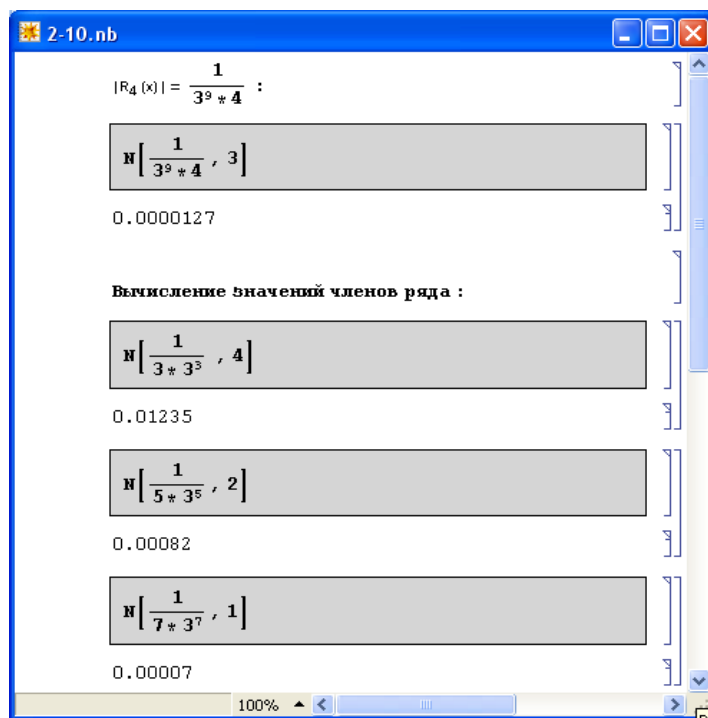 2-10.nb
|R₄ (x)| = 1/(3⁹ * 4) :
N[1/(3⁹ * 4) , 3]
0.0000127
Вычисление значений членов ряда :
N[1/(3 * 3³) , 4]
0.01235
N[1/(5 * 3⁵) , 2]
0.00082
N[1/(7 * 3⁷) , 1]
0.00007
100%